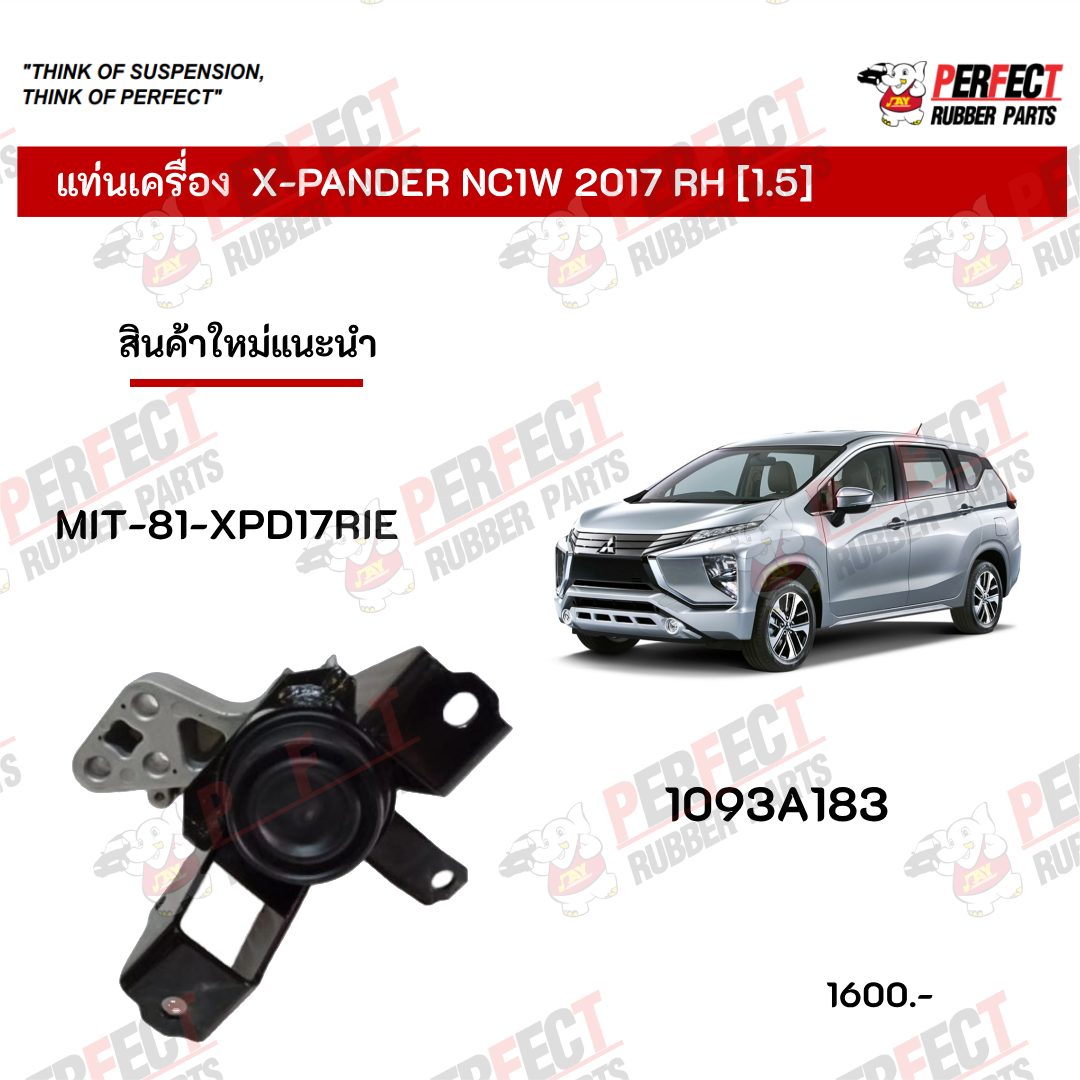 "THINK OF SUSPENSION,
THINK OF PERFECT"
JAY
PERFECT
RUBBER PARTS
แท่นเครื่อง X-PANDER NC1W 2017 RH [1.5]
สินค้าใหม่แนะนำ
MIT-81-XPD17RIE
1093A183
1600.-